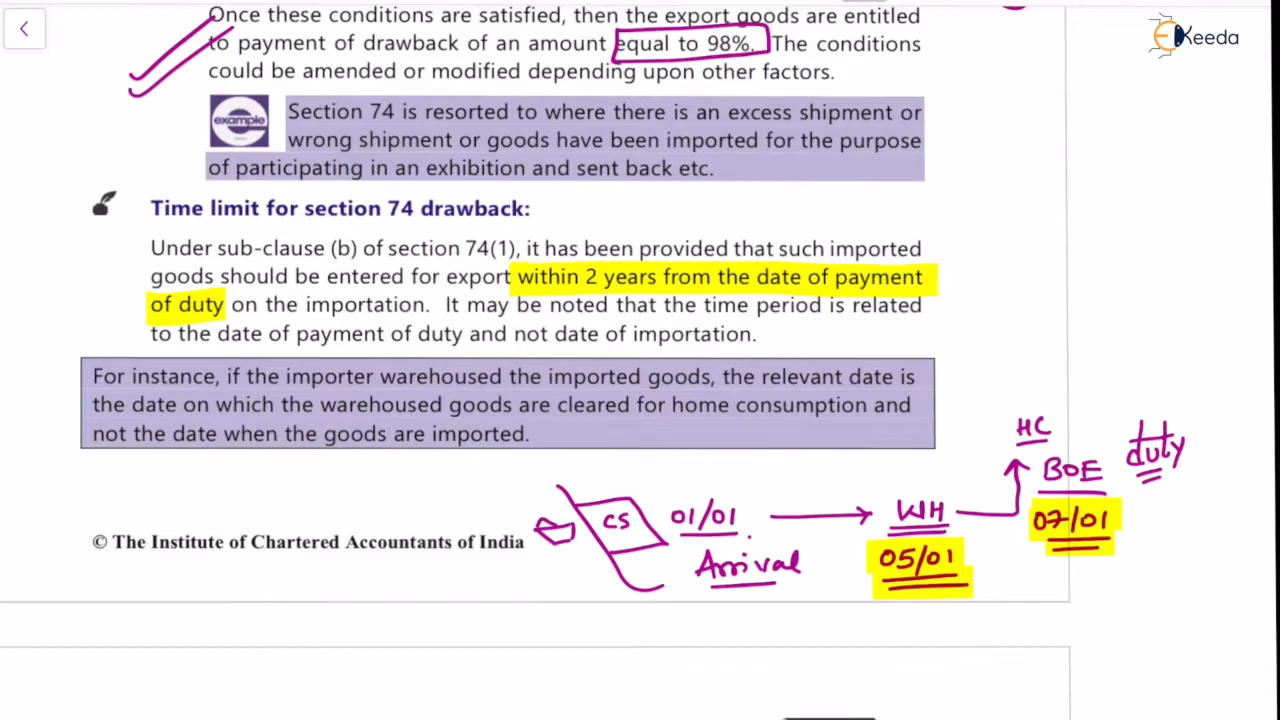 Once these conditions are satisfied, then the export goods are entitled
to payment of drawback of an amount equal to 98%. The conditions
could be amended or modified depending upon other factors.
Keeda
example
Section 74 is resorted to where there is an excess shipment or
wrong shipment or goods have been imported for the purpose
of participating in an exhibition and sent back etc.
Time limit for section 74 drawback:
Under sub-clause (b) of section 74(1), it has been provided that such imported
goods should be entered for export within 2 years from the date of payment
of duty on the importation. It may be noted that the time period is related
to the date of payment of duty and not date of importation.
For instance, if the importer warehoused the imported goods, the relevant date is
the date on which the warehoused goods are cleared for home consumption and
not the date when the goods are imported.
HC
BOE duty
CS 01/01 WH 07/01
Arrival 05/01
© The Institute of Chartered Accountants of India